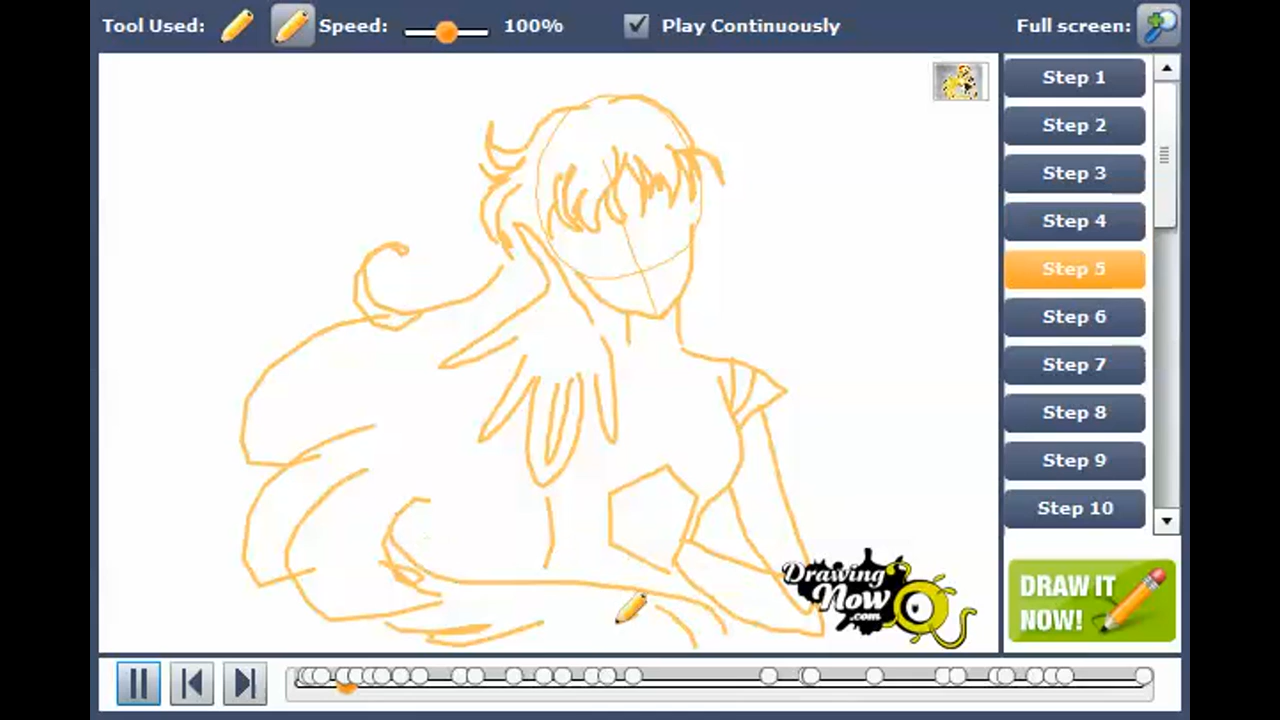 Tool Used: Speed: 100% Play Continuously Full screen:
Step 1
Step 2
Step 3
Step 4
Step 5
Step 6
Step 7
Step 8
Step 9
Step 10
Drawing
Now
.com
DRAW IT
NOW!